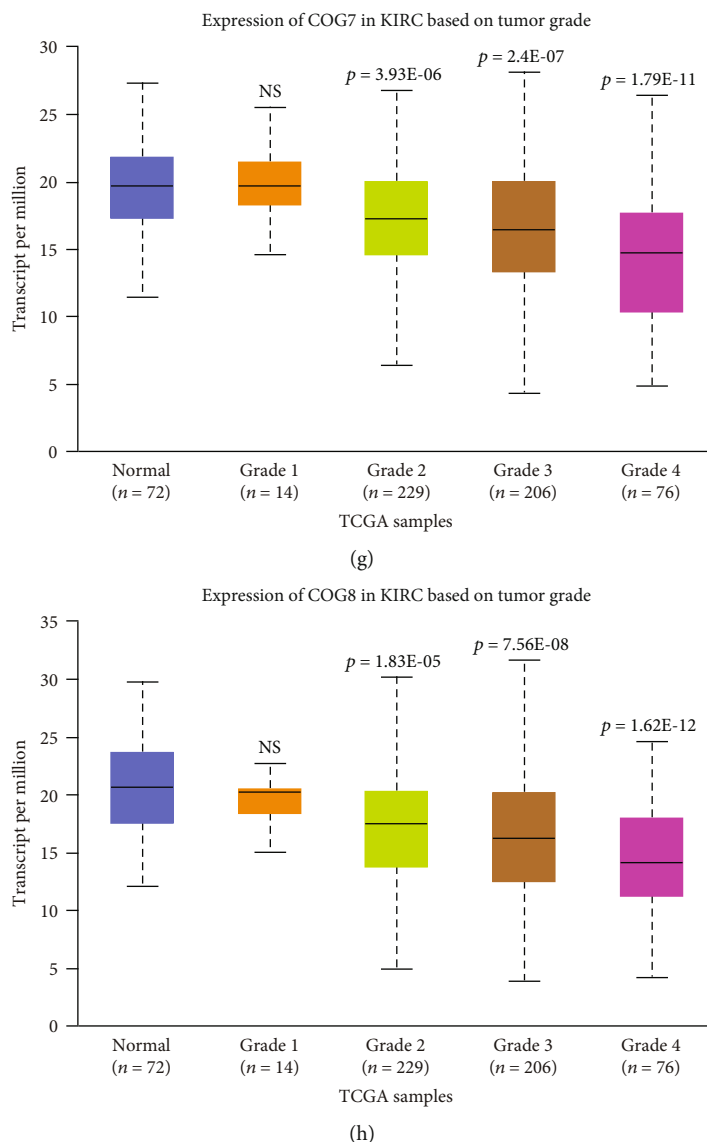 Expression of COG7 in KIRC based on tumor grade
30
25
20
15
10
5
0
Transcript per million
NS
p = 3.93E-06
p = 2.4E-07
p = 1.79E-11
Normal
(n = 72)
Grade 1
(n = 14)
Grade 2
(n = 229)
Grade 3
(n = 206)
Grade 4
(n = 76)
TCGA samples
(g)
Expression of COG8 in KIRC based on tumor grade
35
30
25
20
15
10
5
0
Transcript per million
NS
p = 1.83E-05
p = 7.56E-08
p = 1.62E-12
Normal
(n = 72)
Grade 1
(n = 14)
Grade 2
(n = 229)
Grade 3
(n = 206)
Grade 4
(n = 76)
TCGA samples
(h)